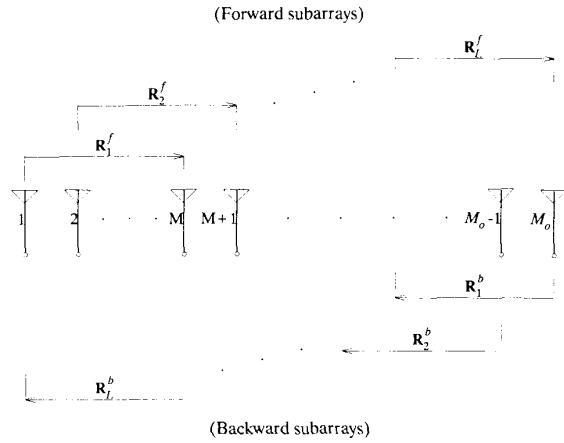 (Forward subarrays)
R_L^f
R_2^f
R_1^f
1 2 . . . M M+1 . . . . M_o-1 M_o
R_1^b
R_2^b
R_L^b
(Backward subarrays)